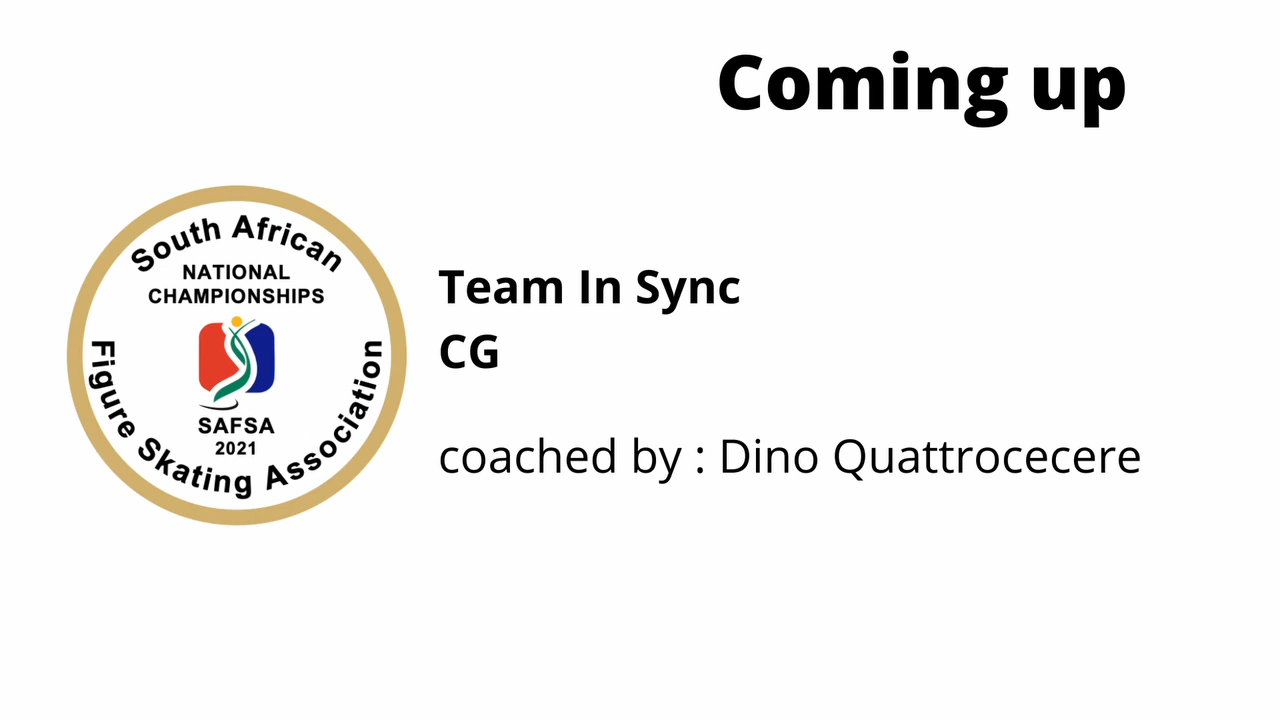 Coming up
South African
NATIONAL
CHAMPIONSHIPS
SAFSA
2021
Figure Skating Association
Team In Sync
CG
coached by : Dino Quattrocecere